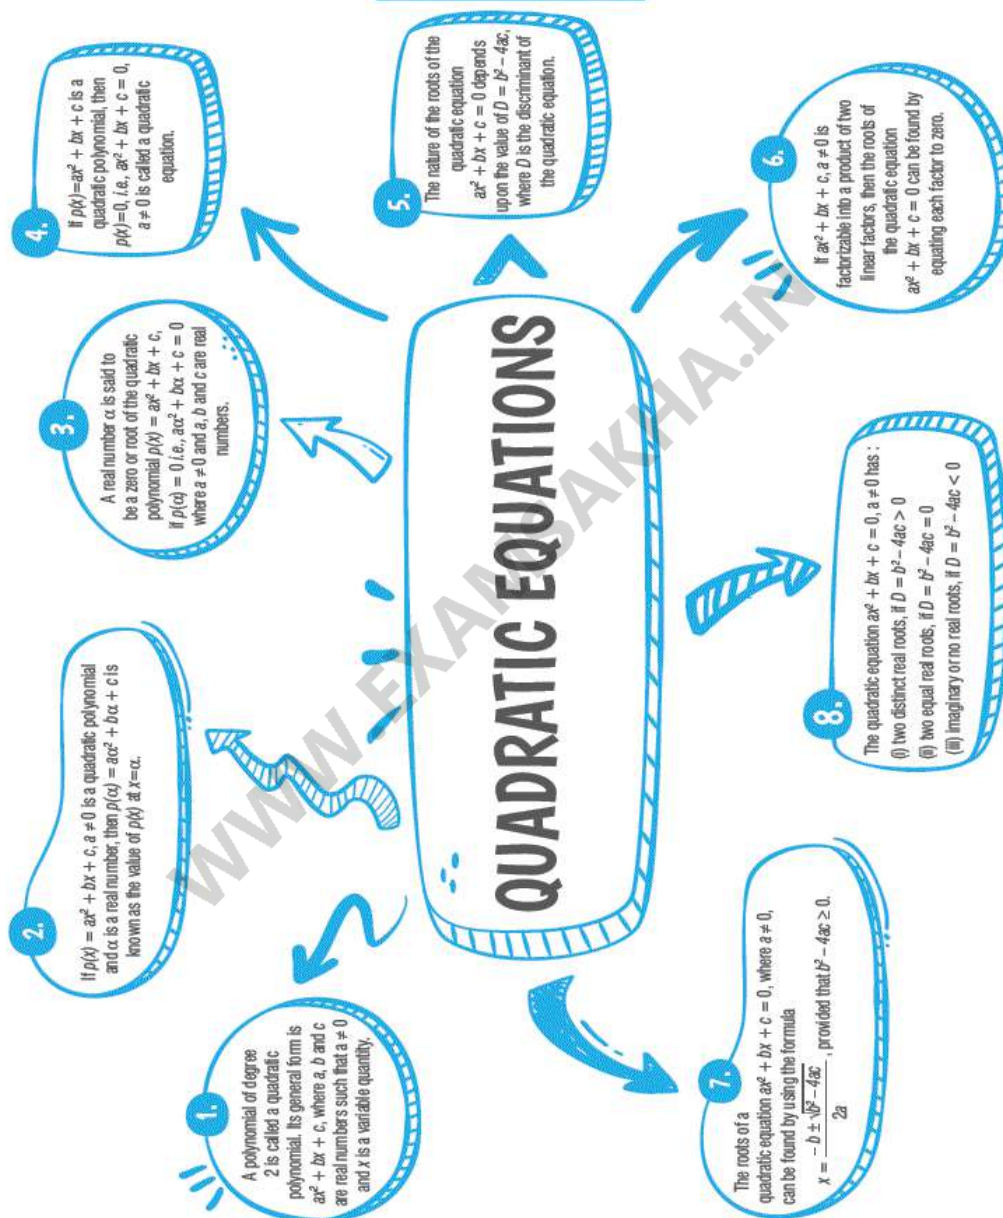 QUADRATIC EQUATIONS
1.
A polynomial of degree
2 is called a quadratic
polynomial. Its general form is
ax² + bx + c, where a, b and c
are real numbers such that a ≠ 0
and x is a variable quantity.
2.
If p(x) = ax² + bx + c, a ≠ 0 is a quadratic polynomial
and α is a real number, then p(α) = aα² + bα + c is
known as the value of p(x) at x=α.
3.
A real number α is said to
be a zero or root of the quadratic
polynomial p(x) = ax² + bx + c,
if p(α) = 0 i.e., aα² + bα + c = 0
where a ≠ 0 and a, b and c are real
numbers.
4.
If p(x)=ax² + bx + c is a
quadratic polynomial, then
p(x)=0, i.e., ax² + bx + c = 0,
a ≠ 0 is called a quadratic
equation.
5.
The nature of the roots of the
quadratic equation
ax² + bx + c = 0 depends
upon the value of D = b² – 4ac,
where D is the discriminant of
the quadratic equation.
6.
If ax² + bx + c, a ≠ 0 is
factorizable into a product of two
linear factors, then the roots of
the quadratic equation
ax² + bx + c = 0 can be found by
equating each factor to zero.
7.
The roots of a
quadratic equation ax² + bx + c = 0, where a ≠ 0,
can be found by using the formula
x = (–b ± √b² – 4ac)/2a, provided that b² – 4ac ≥ 0.
8.
The quadratic equation ax² + bx + c = 0, a ≠ 0 has :
(i) two distinct real roots, if D = b² – 4ac > 0
(ii) two equal real roots, if D = b² – 4ac = 0
(iii) imaginary or no real roots, if D = b² – 4ac < 0
WWW.EXAMSAKHA.IN